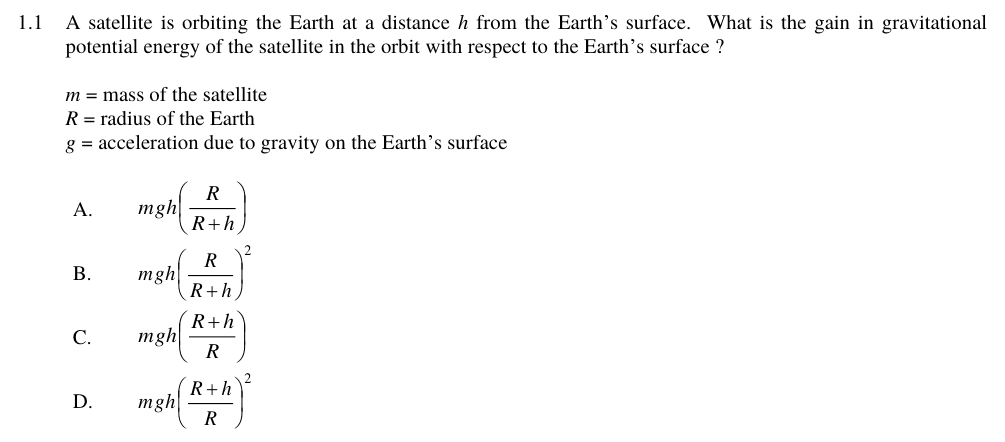 1.1 A satellite is orbiting the Earth at a distance h from the Earth’s surface. What is the gain in gravitational
potential energy of the satellite in the orbit with respect to the Earth’s surface ?
m = mass of the satellite
R = radius of the Earth
g = acceleration due to gravity on the Earth’s surface
A. mgh(R/(R+h))
B. mgh(R/(R+h))²
C. mgh((R+h)/R)
D. mgh((R+h)/R)²